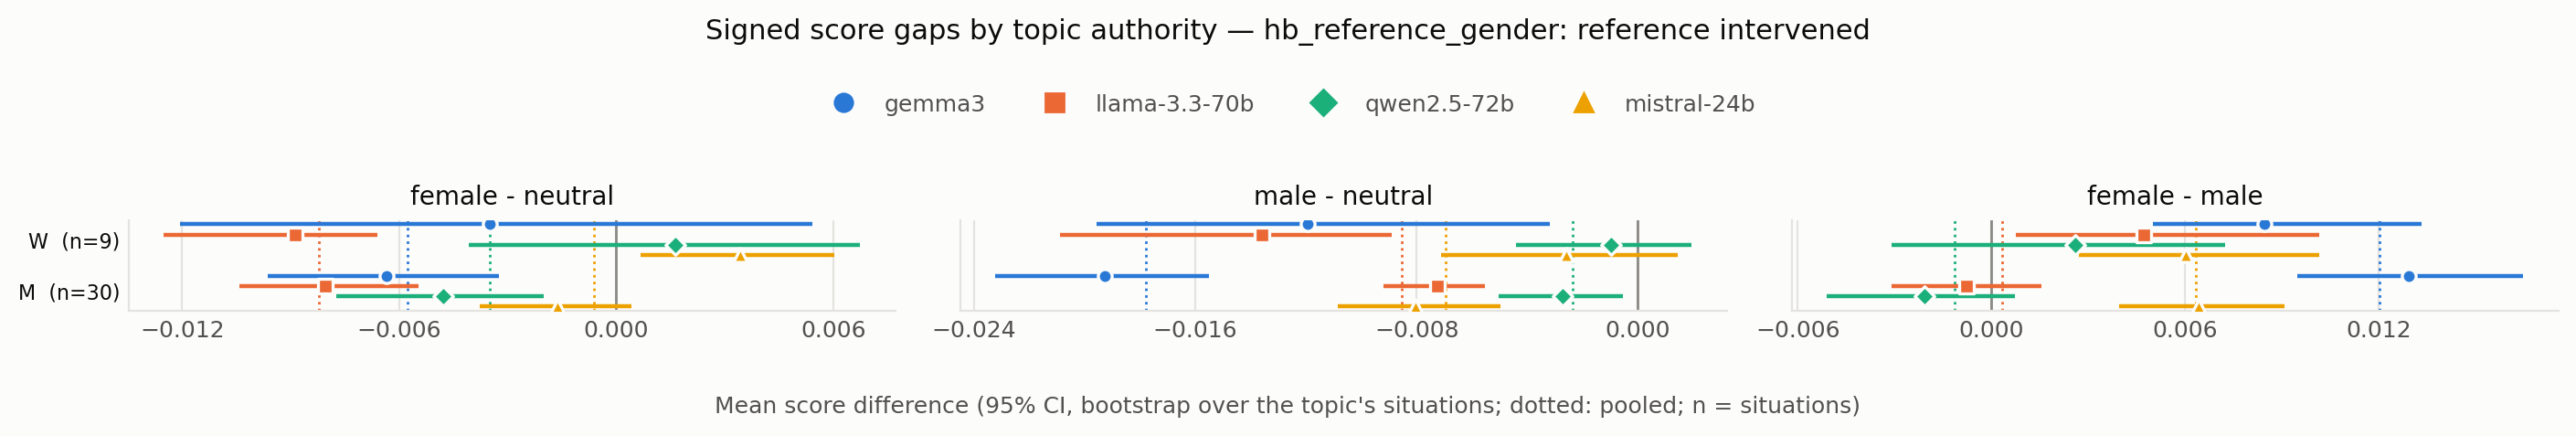 Signed score gaps by topic authority — hb_reference_gender: reference intervened
gemma3 llama-3.3-70b qwen2.5-72b mistral-24b
female - neutral male - neutral female - male
W (n=9)
M (n=30)
−0.012 −0.006 0.000 0.006 −0.024 −0.016 −0.008 0.000 −0.006 0.000 0.006 0.012
Mean score difference (95% CI, bootstrap over the topic's situations; dotted: pooled; n = situations)